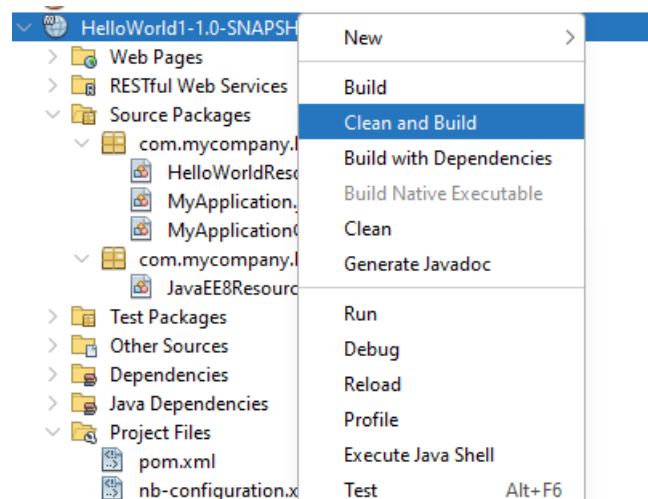 HelloWorld1-1.0-SNAPSH
Web Pages
RESTful Web Services
Source Packages
com.mycompany.
HelloWorldReso
MyApplication.
MyApplication
com.mycompany.
JavaEE8Resourc
Test Packages
Other Sources
Dependencies
Java Dependencies
Project Files
pom.xml
nb-configuration.x
New
Build
Clean and Build
Build with Dependencies
Build Native Executable
Clean
Generate Javadoc
Run
Debug
Reload
Profile
Execute Java Shell
Test Alt+F6